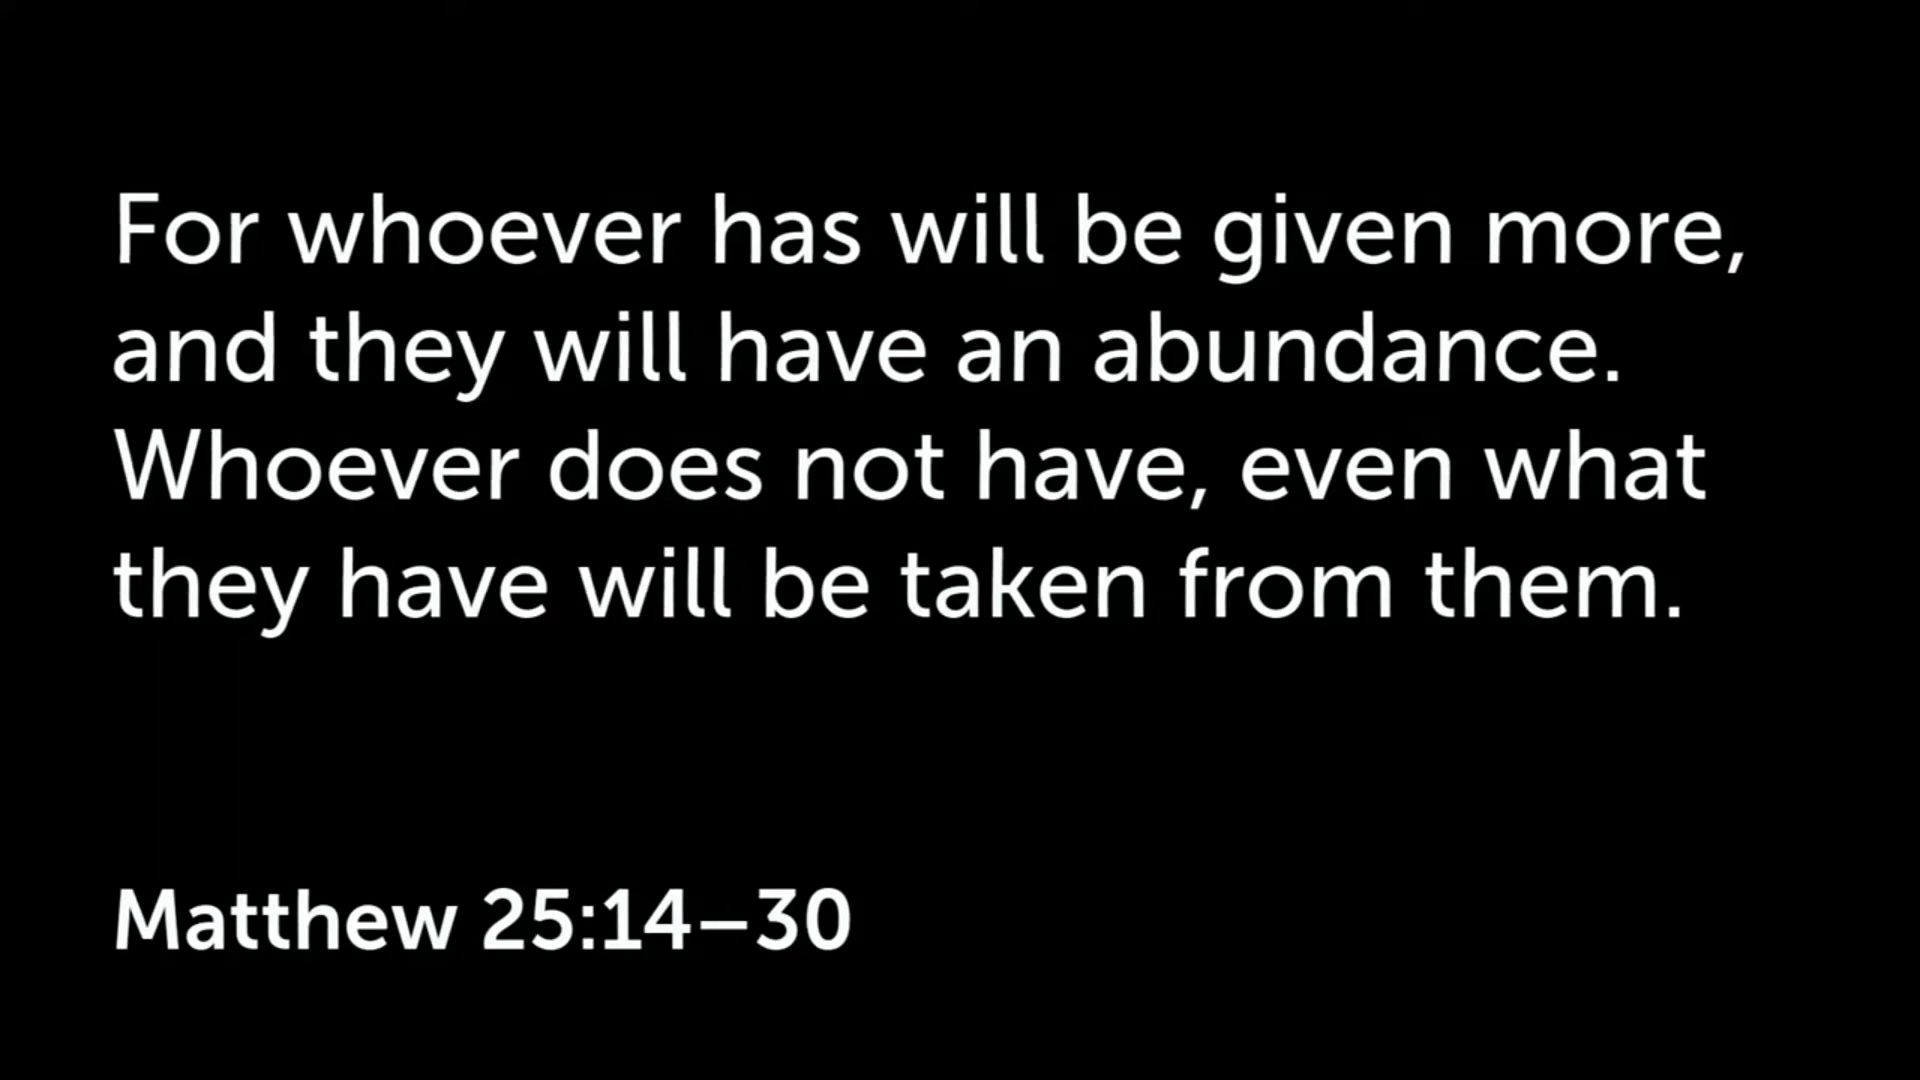 For whoever has will be given more,
and they will have an abundance.
Whoever does not have, even what
they have will be taken from them.
Matthew 25:14–30